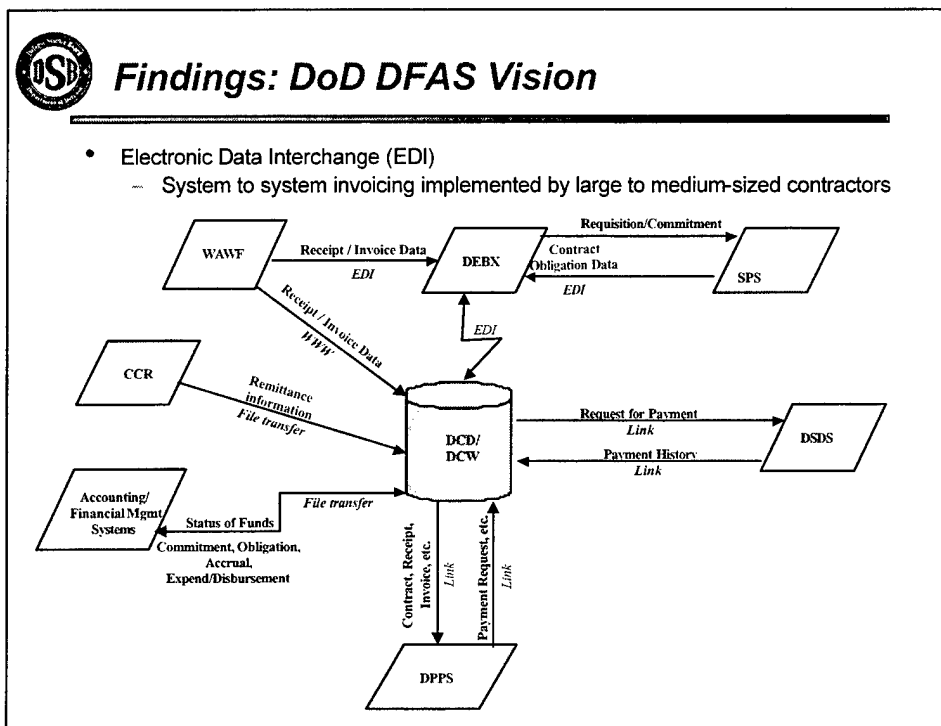 DSB
Findings: DoD DFAS Vision
• Electronic Data Interchange (EDI)
– System to system invoicing implemented by large to medium-sized contractors
WAWF
Receipt / Invoice Data
EDI
DEBX
Requisition/Commitment
Contract
Obligation Data
EDI
SPS
Receipt / Invoice Data
WWW
EDI
CCR
Remittance
information
File transfer
DCD/
DCW
Request for Payment
Link
Payment History
Link
DSDS
Accounting/
Financial Mgmt
Systems
Status of Funds
File transfer
Commitment, Obligation,
Accrual,
Expend/Disbursement
Contract, Receipt,
Invoice, etc.
Link
Payment Request, etc.
Link
DPPS